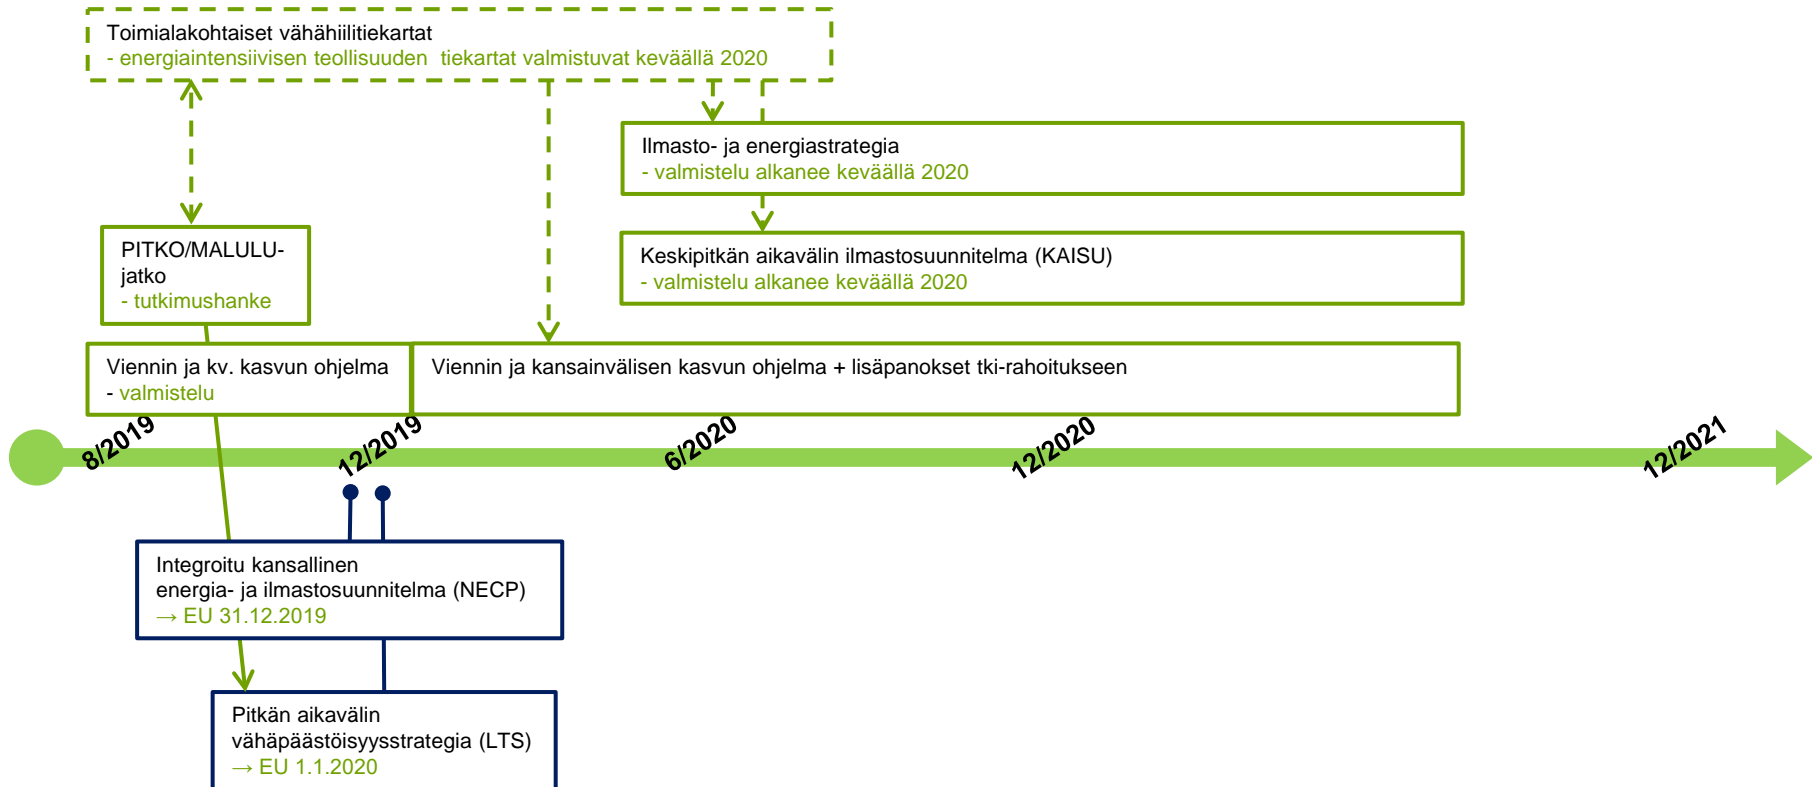 Toimialakohtaiset vähähiilitiekartat
- energiaintensiivisen teollisuuden tiekartat valmistuvat keväällä 2020
Ilmasto- ja energiastrategia
- valmistelu alkanee keväällä 2020
PITKO/MALULU-
jatko
- tutkimushanke
Keskipitkän aikavälin ilmastosuunnitelma (KAISU)
- valmistelu alkanee keväällä 2020
Viennin ja kv. kasvun ohjelma
- valmistelu
Viennin ja kansainvälisen kasvun ohjelma + lisäpanokset tki-rahoitukseen
8/2019
12/2019
6/2020
12/2020
12/2021
Integroitu kansallinen
energia- ja ilmastosuunnitelma (NECP)
→ EU 31.12.2019
Pitkän aikavälin
vähäpäästöisyysstrategia (LTS)
→ EU 1.1.2020